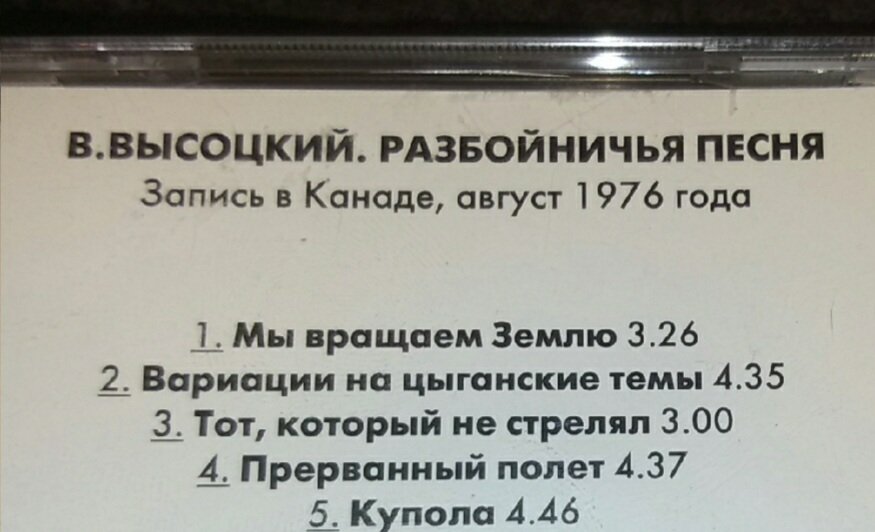 В.ВЫСОЦКИЙ. РАЗБОЙНИЧЬЯ ПЕСНЯ
Запись в Канаде, август 1976 года
1. Мы вращаем Землю 3.26
2. Вариации на цыганские темы 4.35
3. Тот, который не стрелял 3.00
4. Прерванный полет 4.37
5. Купола 4.46